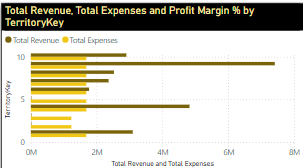 Total Revenue, Total Expenses and Profit Margin % by
TerritoryKey
Total Revenue Total Expenses
10
5
0
TerritoryKey
0M 2M 4M 6M 8M
Total Revenue and Total Expenses